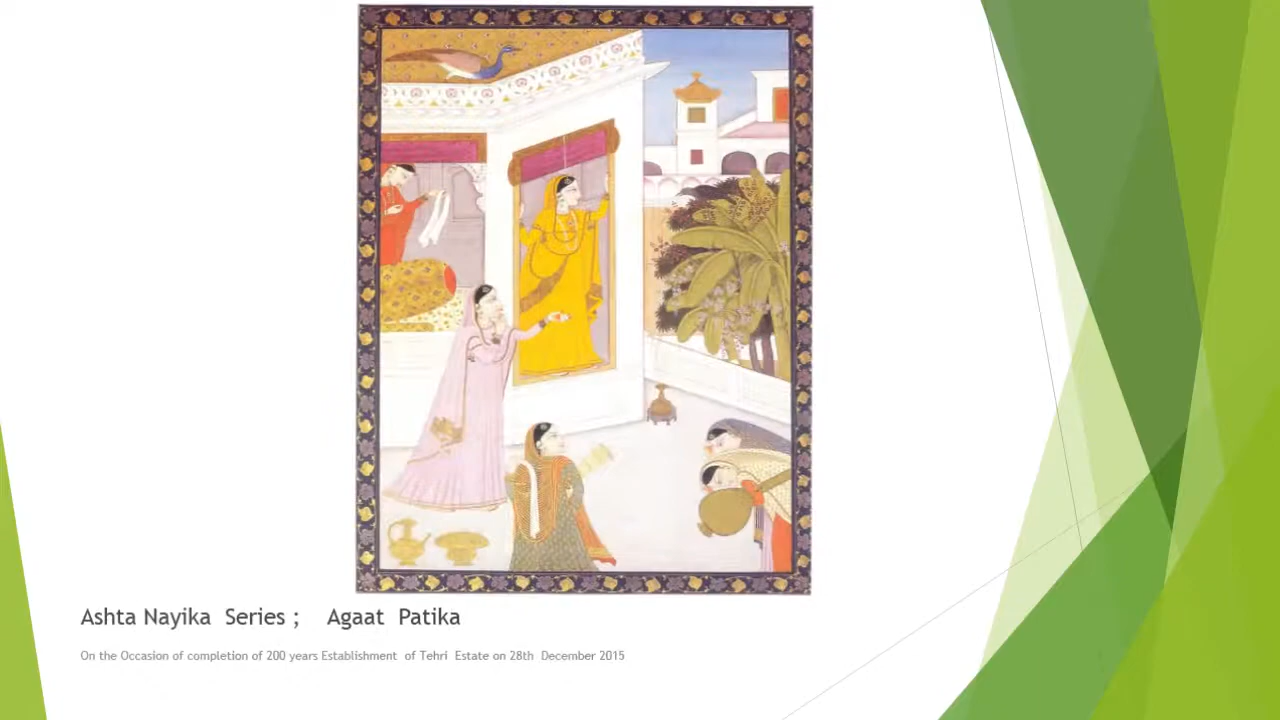 Ashta Nayika Series ; Agaat Patika
On the Occasion of completion of 200 years Establishment of Tehri Estate on 28th December 2015